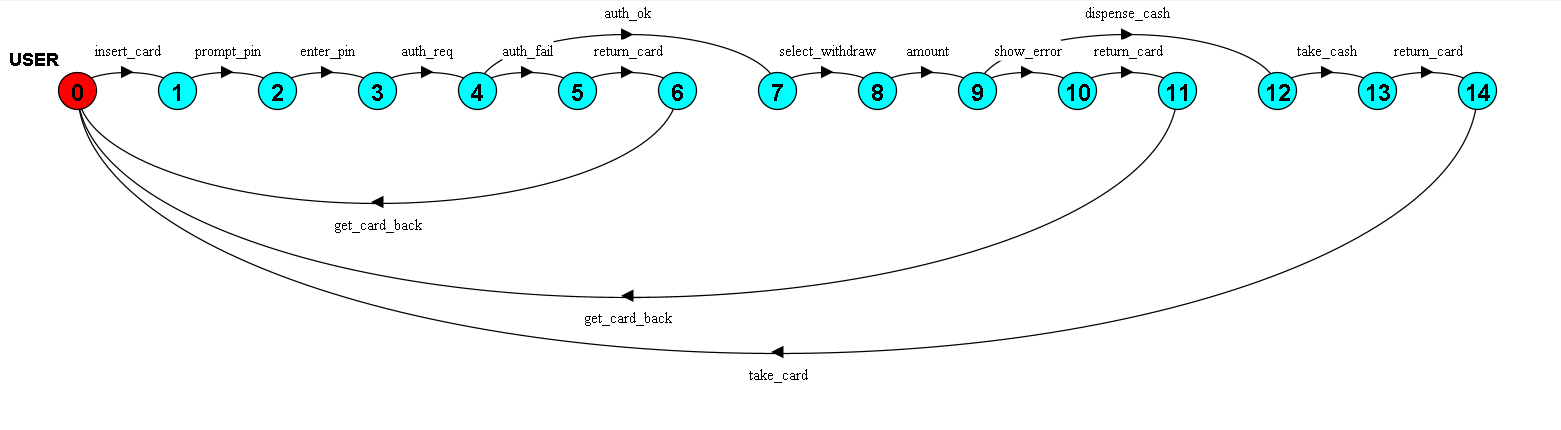 auth_ok
dispense_cash
USER
insert_card
prompt_pin
enter_pin
auth_req
auth_fail
return_card
select_withdraw
amount
show_error
return_card
take_cash
return_card
0
1
2
3
4
5
6
7
8
9
10
11
12
13
14
get_card_back
get_card_back
take_card